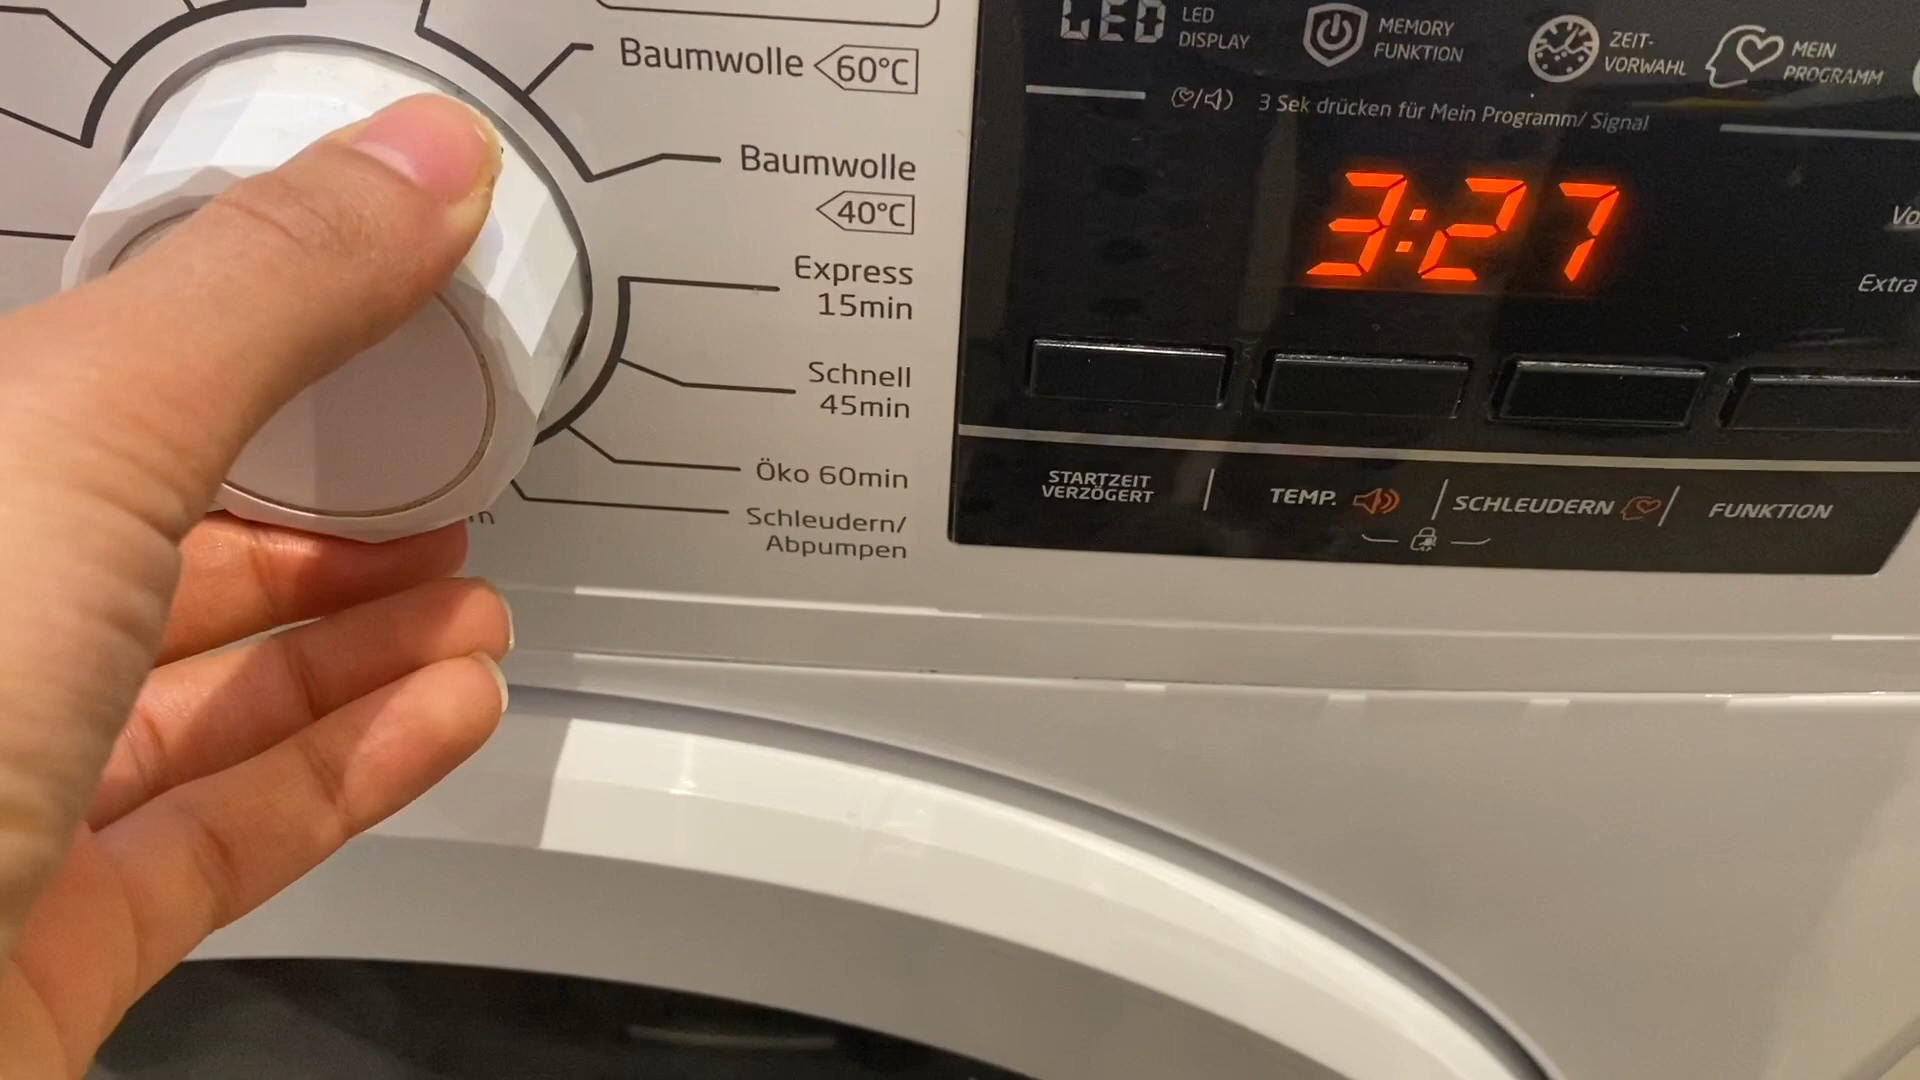 Baumwolle 60°C
Baumwolle
40°C
Express
15min
Schnell
45min
Öko 60min
Schleudern/
Abpumpen
LED
LED
DISPLAY
MEMORY
FUNKTION
ZEIT-
VORWAHL
MEIN
PROGRAMM
3 Sek drücken für Mein Programm/ Signal
3:27
Extra
STARTZEIT
VERZÖGERT
TEMP.
SCHLEUDERN
FUNKTION